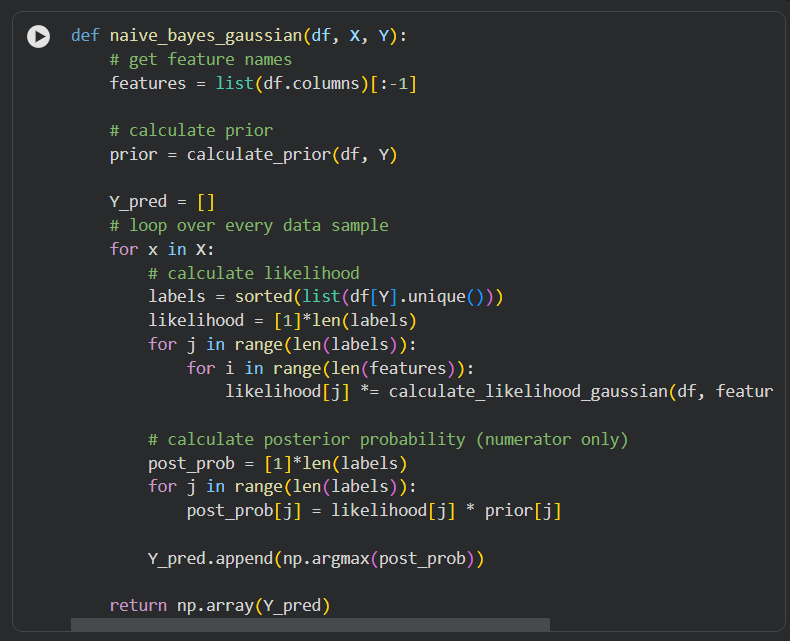 def naive_bayes_gaussian(df, X, Y):
    # get feature names
    features = list(df.columns)[:-1]

    # calculate prior
    prior = calculate_prior(df, Y)

    Y_pred = []
    # loop over every data sample
    for x in X:
        # calculate likelihood
        labels = sorted(list(df[Y].unique()))
        likelihood = [1]*len(labels)
        for j in range(len(labels)):
            for i in range(len(features)):
                likelihood[j] *= calculate_likelihood_gaussian(df, featur

        # calculate posterior probability (numerator only)
        post_prob = [1]*len(labels)
        for j in range(len(labels)):
            post_prob[j] = likelihood[j] * prior[j]

        Y_pred.append(np.argmax(post_prob))

    return np.array(Y_pred)